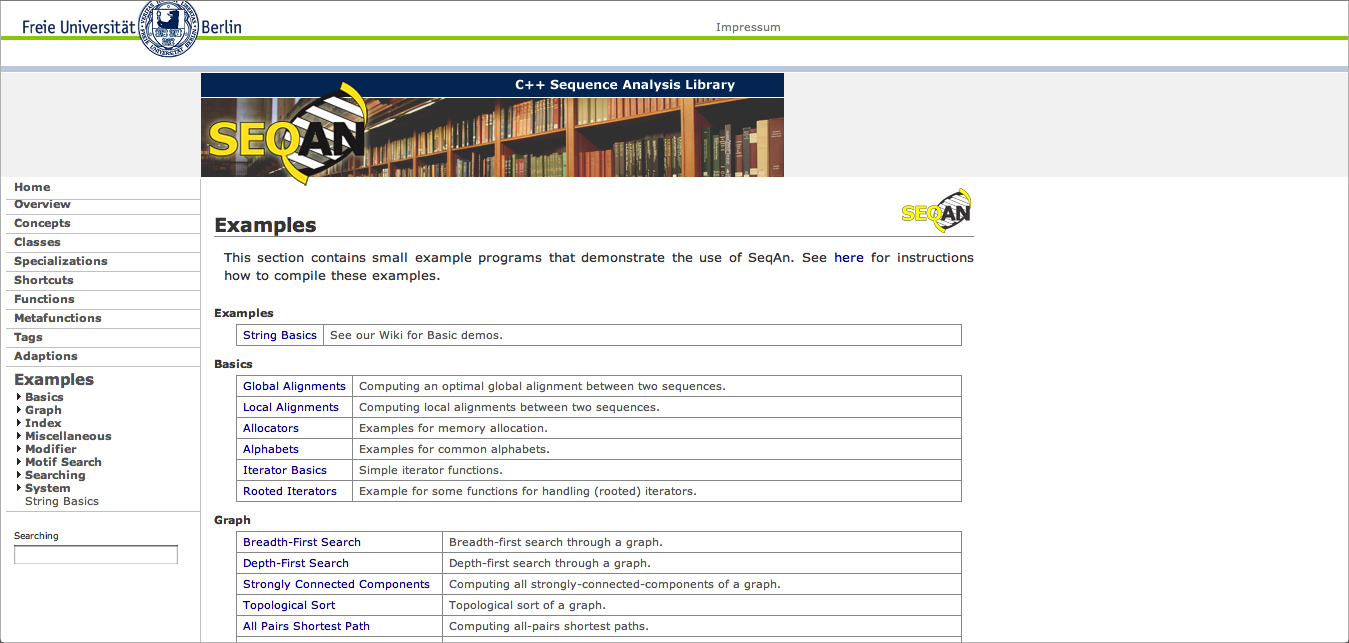 Freie Universität Berlin
Impressum
C++ Sequence Analysis Library
SEQAN
Home
Overview
Concepts
Classes
Specializations
Shortcuts
Functions
Metafunctions
Tags
Adaptions
Examples
Basics
Graph
Index
Miscellaneous
Modifier
Motif Search
Searching
System
String Basics
Searching
SEQAN
Examples
This section contains small example programs that demonstrate the use of SeqAn. See here for instructions
how to compile these examples.
Examples
String Basics See our Wiki for Basic demos.
Basics
Global Alignments Computing an optimal global alignment between two sequences.
Local Alignments Computing local alignments between two sequences.
Allocators Examples for memory allocation.
Alphabets Examples for common alphabets.
Iterator Basics Simple iterator functions.
Rooted Iterators Example for some functions for handling (rooted) iterators.
Graph
Breadth-First Search Breadth-first search through a graph.
Depth-First Search Depth-first search through a graph.
Strongly Connected Components Computing all strongly-connected-components of a graph.
Topological Sort Topological sort of a graph.
All Pairs Shortest Path Computing all-pairs shortest paths.